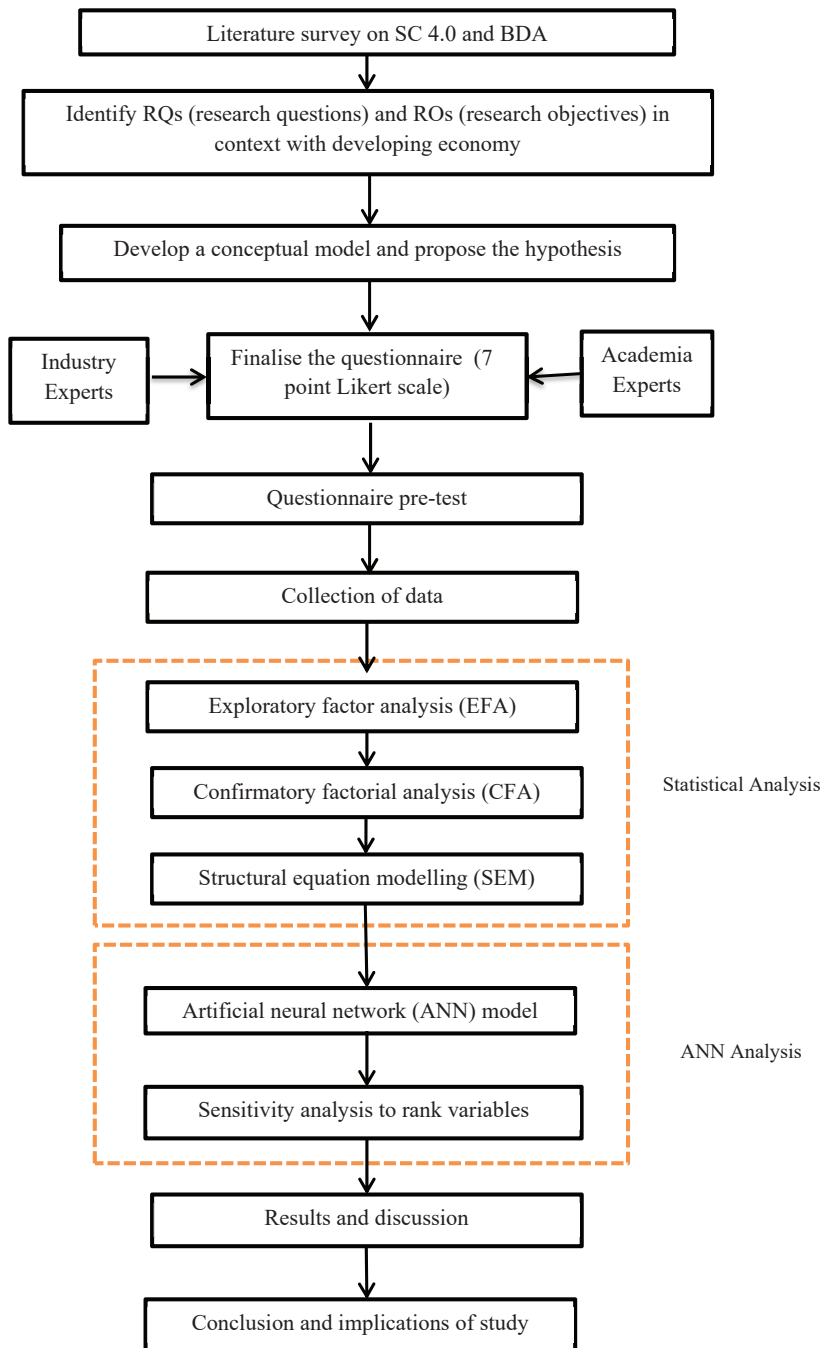 Literature survey on SC 4.0 and BDA
Identify RQs (research questions) and ROs (research objectives) in
context with developing economy
Develop a conceptual model and propose the hypothesis
Industry
Experts
Finalise the questionnaire (7
point Likert scale)
Academia
Experts
Questionnaire pre-test
Collection of data
Exploratory factor analysis (EFA)
Confirmatory factorial analysis (CFA)
Statistical Analysis
Structural equation modelling (SEM)
Artificial neural network (ANN) model
ANN Analysis
Sensitivity analysis to rank variables
Results and discussion
Conclusion and implications of study